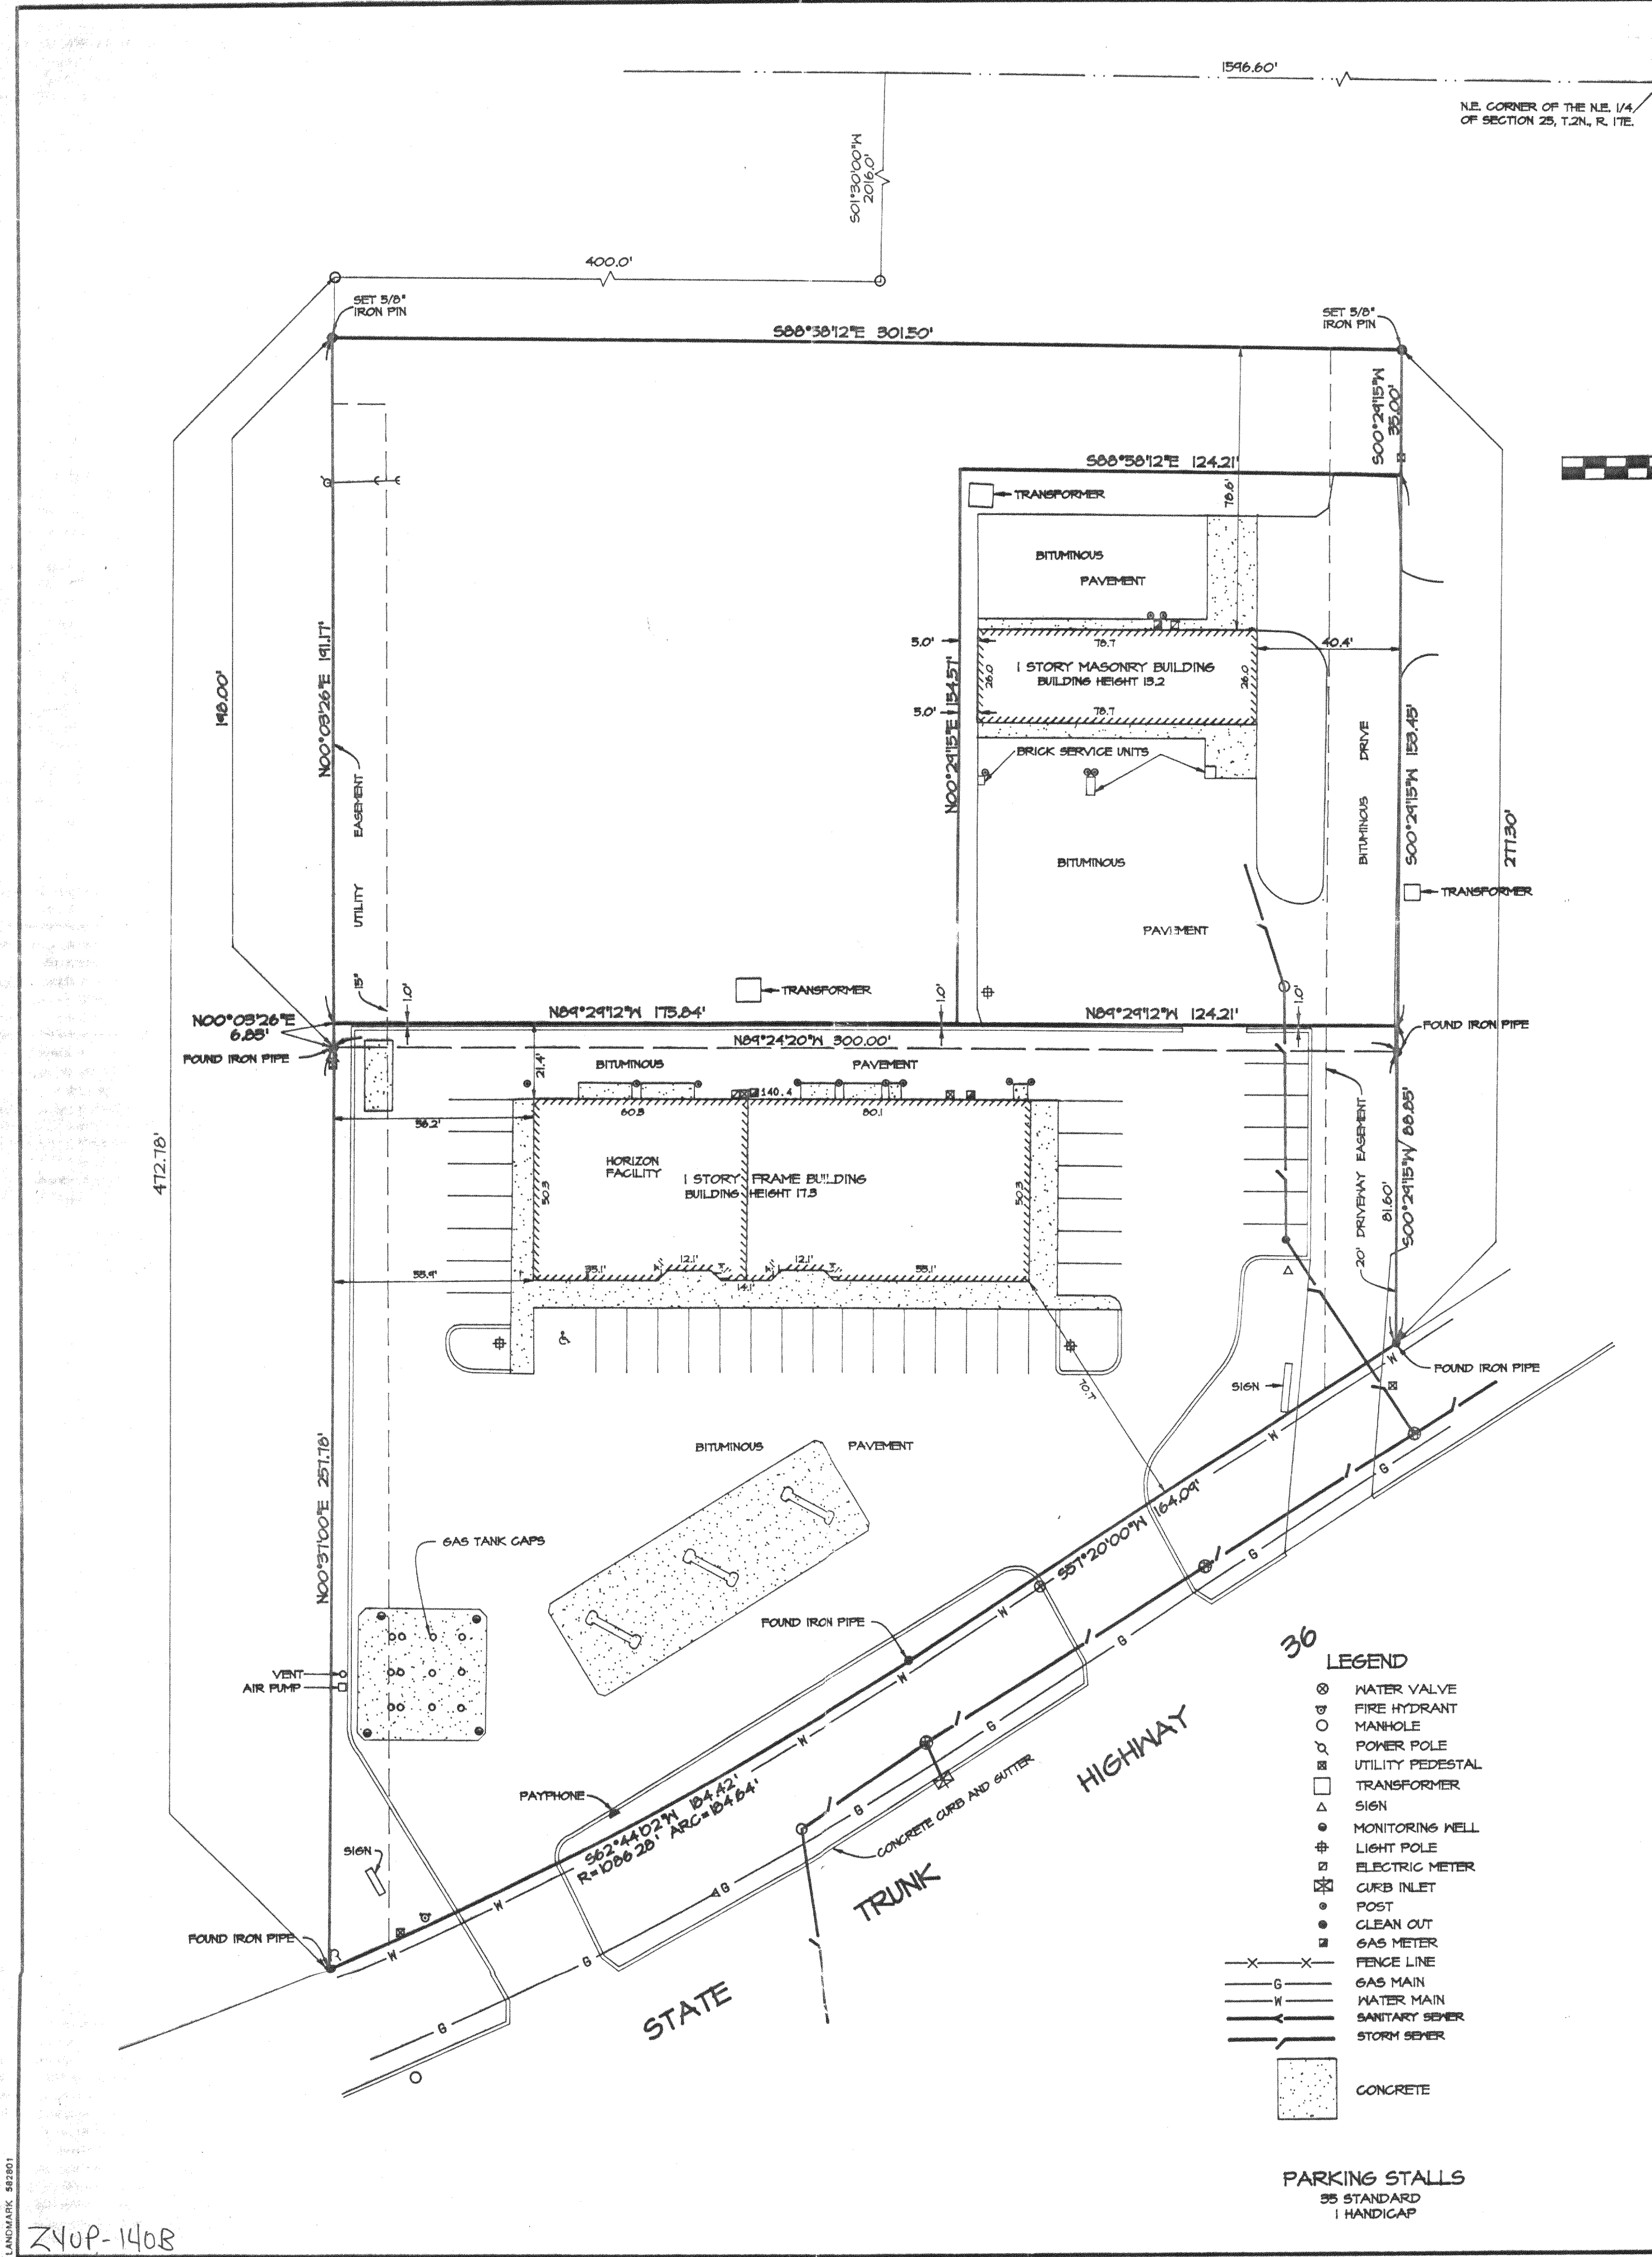 1596.60'
N.E. CORNER OF THE N.E. 1/4
OF SECTION 25, T.2N., R. 17E.
S01°30'00"W
2016.0'
400.0'
SET 5/8"
IRON PIN
SET 5/8"
IRON PIN
S88°58'12"E 301.50'
S00°29'15"W
35.00'
S88°58'12"E 124.21'
TRANSFORMER
78.6'
BITUMINOUS
PAVEMENT
198.00'
N00°03'26"E 191.17'
5.0'
78.7
40.4'
1 STORY MASONRY BUILDING
BUILDING HEIGHT 13.2
26.0
26.0
5.0'
78.7
N00°29'15"E 154.57'
BRICK SERVICE UNITS
BITUMINOUS DRIVE
S00°29'15"W 153.45'
277.30'
UTILITY EASEMENT
15'
BITUMINOUS
TRANSFORMER
PAVEMENT
TRANSFORMER
1.0'
1.0'
1.0'
N00°03'26"E
6.83'
N89°29'12"W 175.84'
N89°29'12"W 124.21'
FOUND IRON PIPE
FOUND IRON PIPE
N89°24'20"W 300.00'
21.4'
BITUMINOUS PAVEMENT
140.4
60.3
80.1
56.2'
472.78'
HORIZON
FACILITY
1 STORY FRAME BUILDING
BUILDING HEIGHT 17.3
50.3
50.3
20' DRIVEWAY EASEMENT
81.60'
S00°29'15"W 88.85'
55.9'
35.1'
12.1'
14.1'
12.1'
55.1'
70.7
SIGN
FOUND IRON PIPE
W
BITUMINOUS PAVEMENT
W
G
N00°37'00"E 257.78'
GAS TANK CAPS
S57°20'00"W 164.09'
G
FOUND IRON PIPE
W
G
W
VENT
AIR PUMP
36
G
W
PAYPHONE
S62°44'02"W 184.42'
R=1086.28' ARC=184.64'
G
CONCRETE CURB AND GUTTER
SIGN
G
W
FOUND IRON PIPE
W
G
G
STATE TRUNK HIGHWAY
LEGEND
WATER VALVE
FIRE HYDRANT
MANHOLE
POWER POLE
UTILITY PEDESTAL
TRANSFORMER
SIGN
MONITORING WELL
LIGHT POLE
ELECTRIC METER
CURB INLET
POST
CLEAN OUT
GAS METER
X X FENCE LINE
G GAS MAIN
W WATER MAIN
SANITARY SEWER
STORM SEWER
CONCRETE
PARKING STALLS
35 STANDARD
1 HANDICAP
LANDMARK 582801
ZYUP-140B